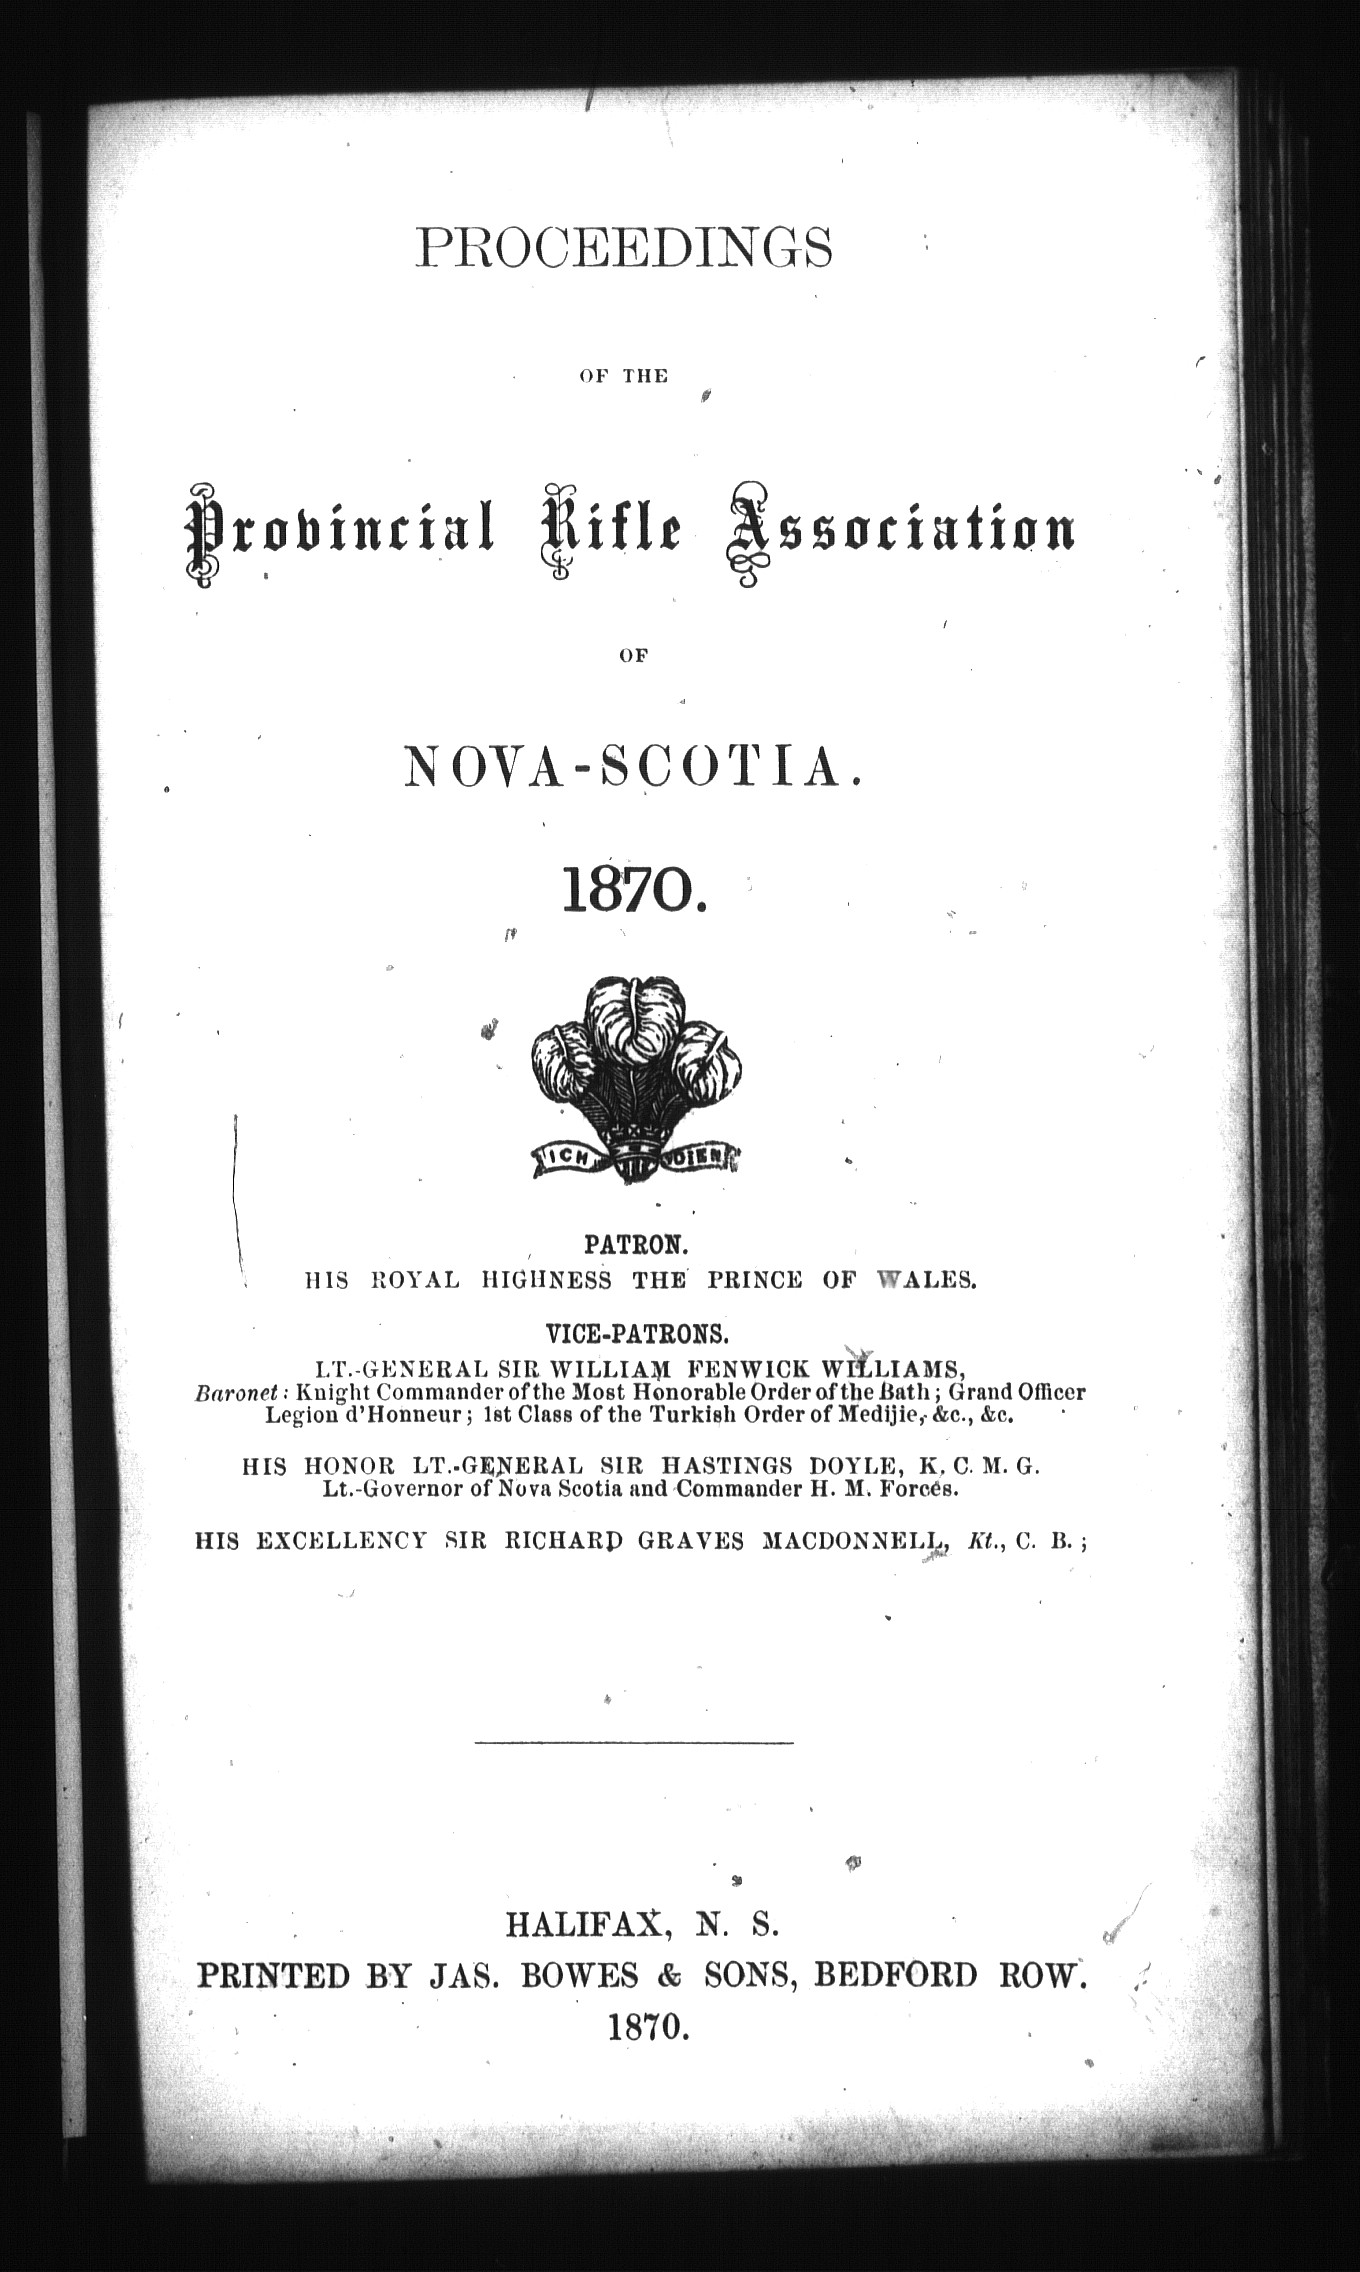 PROCEEDINGS
OF THE
Provincial Rifle Association
OF
NOVA-SCOTIA.
1870.
ICH DIEN
PATRON.
HIS ROYAL HIGHNESS THE PRINCE OF WALES.
VICE-PATRONS.
LT.-GENERAL SIR WILLIAM FENWICK WILLIAMS,
Baronet: Knight Commander of the Most Honorable Order of the Bath; Grand Officer
Legion d'Honneur; 1st Class of the Turkish Order of Medijie, &c., &c.
HIS HONOR LT.-GENERAL SIR HASTINGS DOYLE, K. C. M. G.
Lt.-Governor of Nova Scotia and Commander H. M. Forces.
HIS EXCELLENCY SIR RICHARD GRAVES MACDONNELL, Kt., C. B.;
HALIFAX, N. S.
PRINTED BY JAS. BOWES & SONS, BEDFORD ROW.
1870.